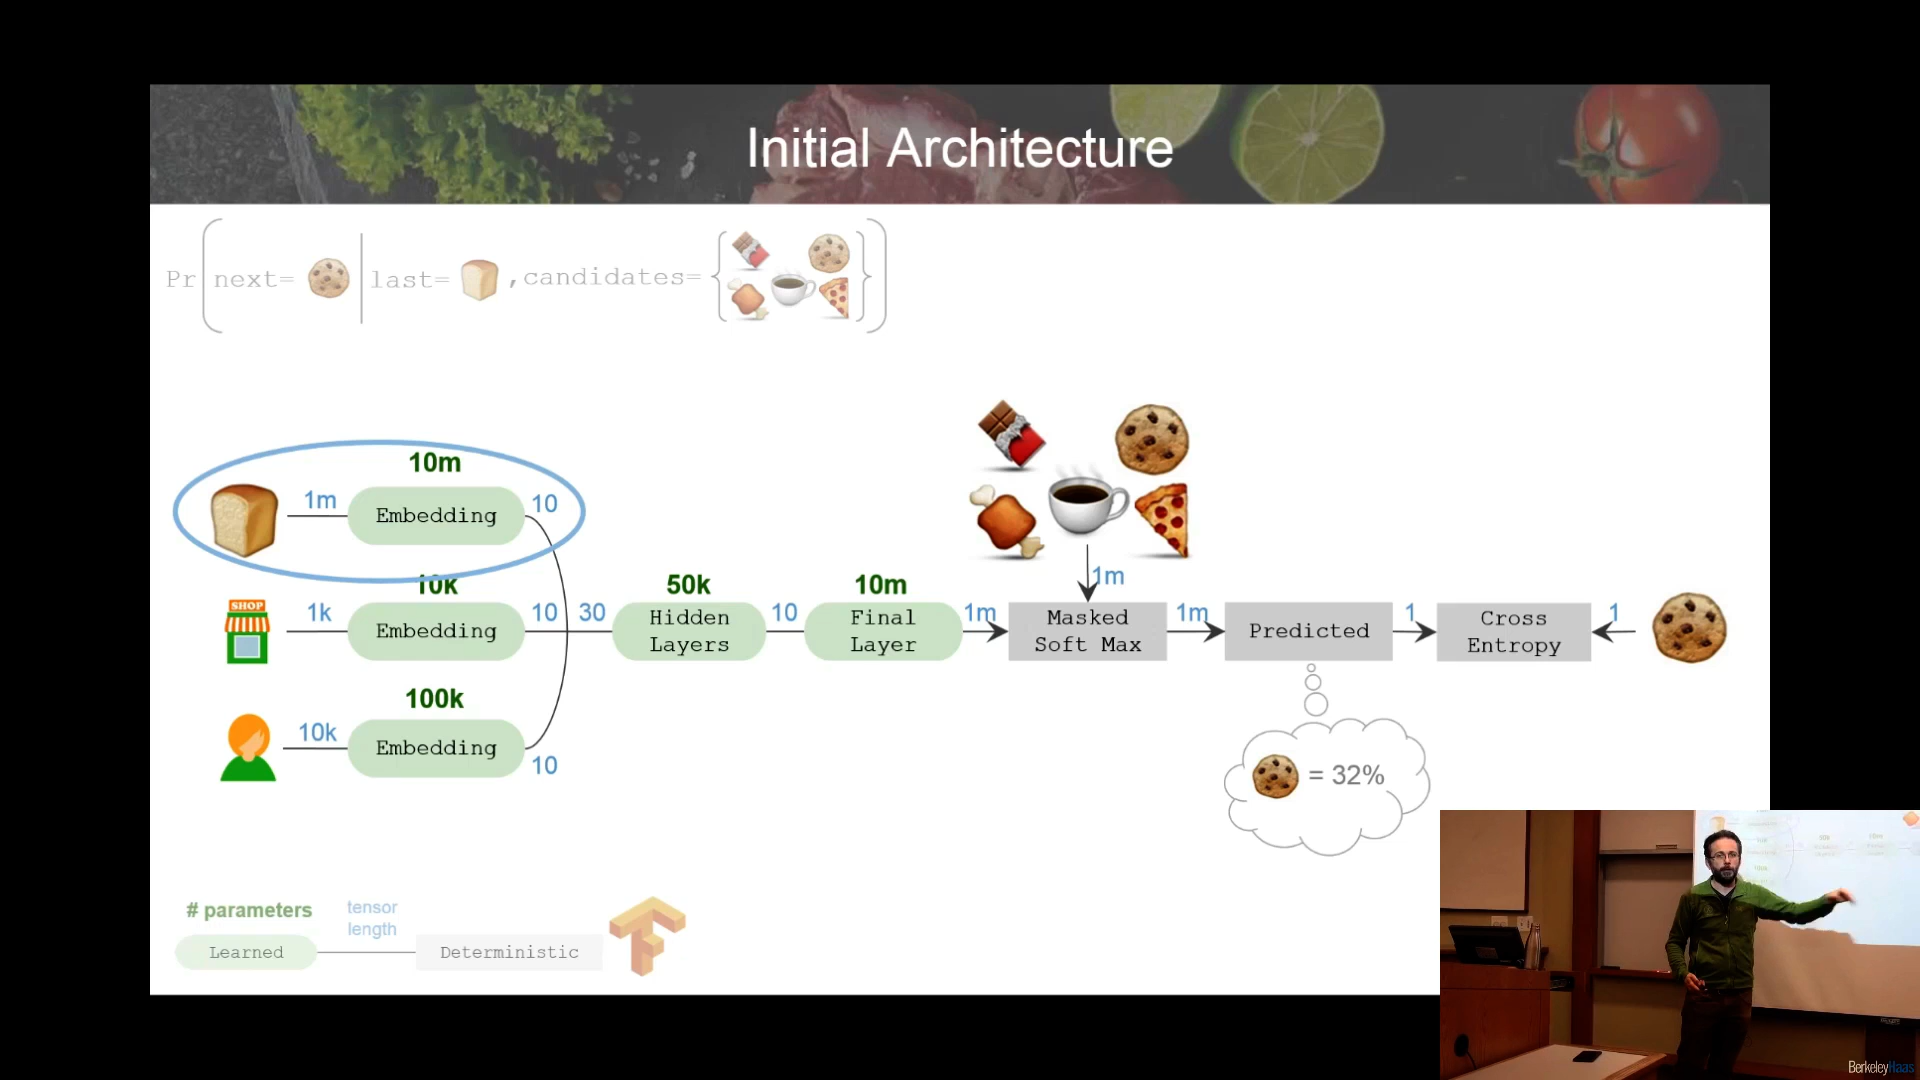 Initial Architecture
Pr next= last= ,candidates=
10m
1m Embedding 10
10k
SHOP 1k Embedding 10 30
100k
10k Embedding 10
50k
Hidden Layers 10
10m
Final Layer 1m
1m
Masked Soft Max 1m
Predicted 1
Cross Entropy 1
= 32%
# parameters
tensor length
Learned
Deterministic
BerkeleyHaas